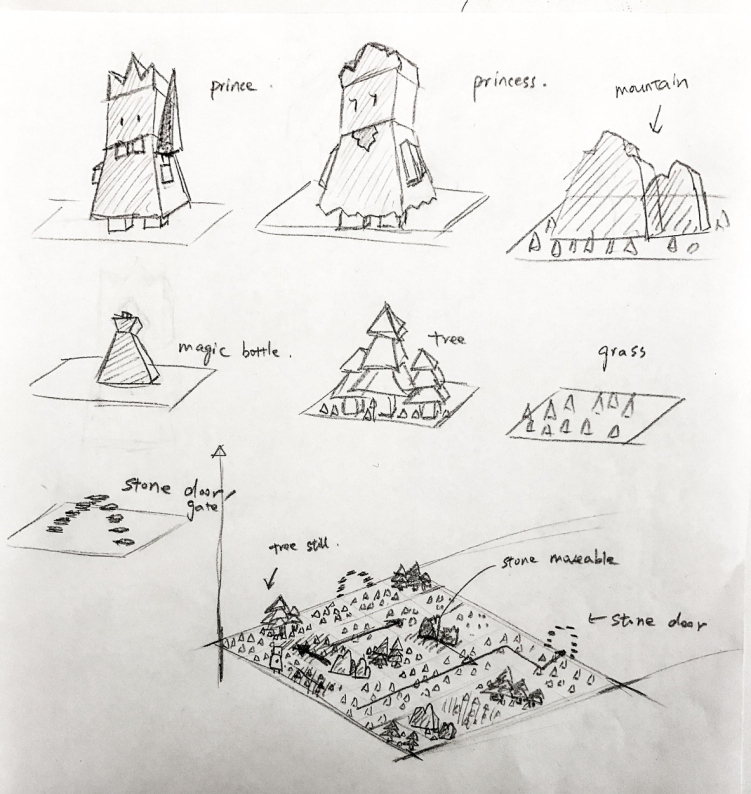 prince.
princess.
mountain
magic bottle.
tree
grass
stone door/
gate
tree still.
stone moveable
← stone door